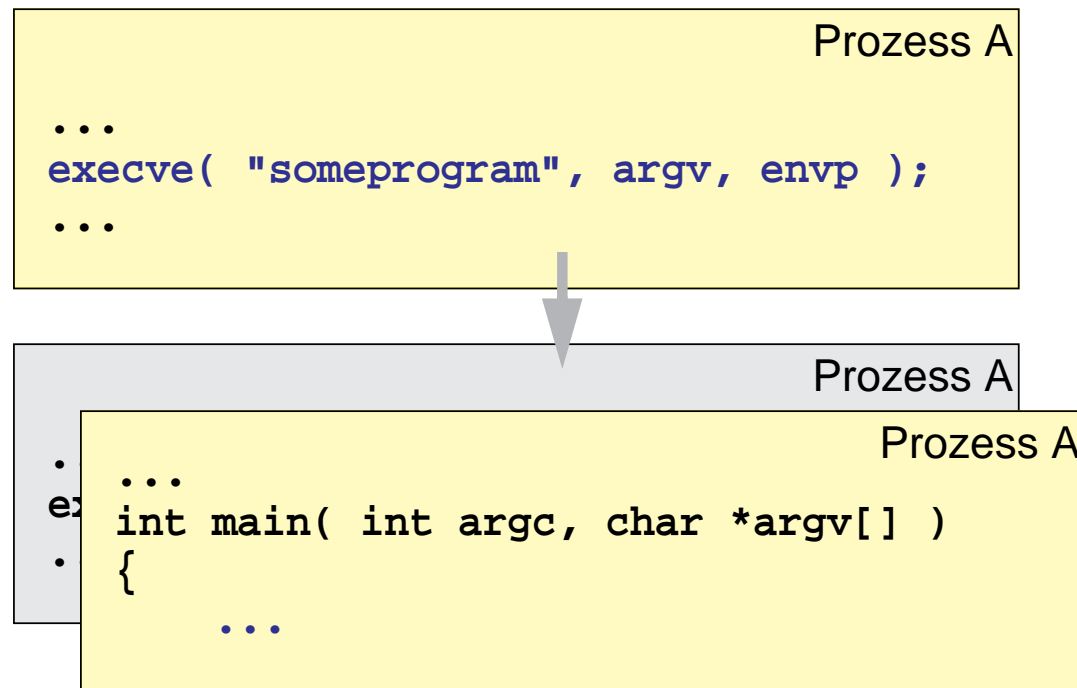 Prozess A
...
execve( "someprogram", argv, envp );
...
Prozess A
Prozess A
...
int main( int argc, char *argv[] )
{
...